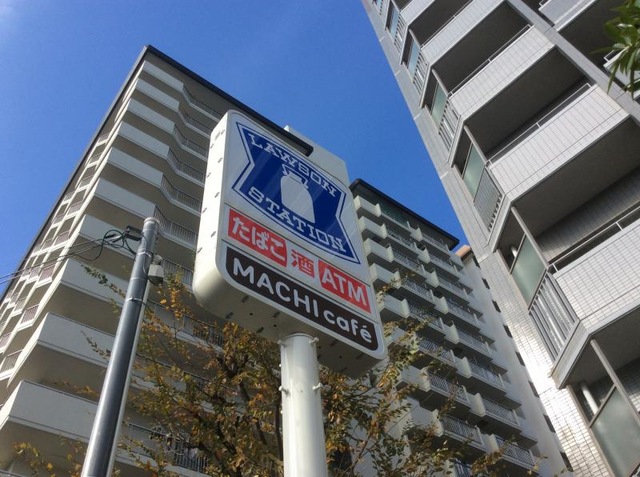 LAWSON
STATION
たばこ 酒 ATM
MACHI café